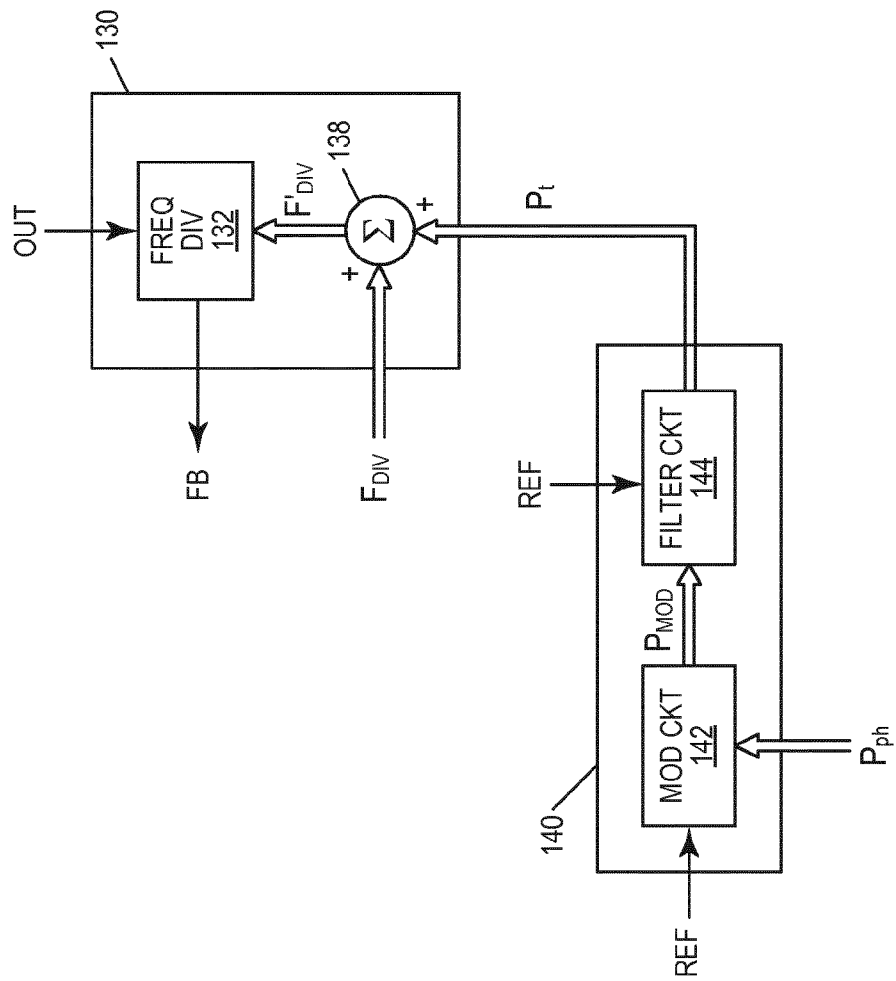 OUT
130
FREQ
DIV
132
F'DIV
138
Σ
+
+
FB
FDIV
Pt
REF
FILTER CKT
144
PMOD
MOD CKT
142
140
REF
Pph